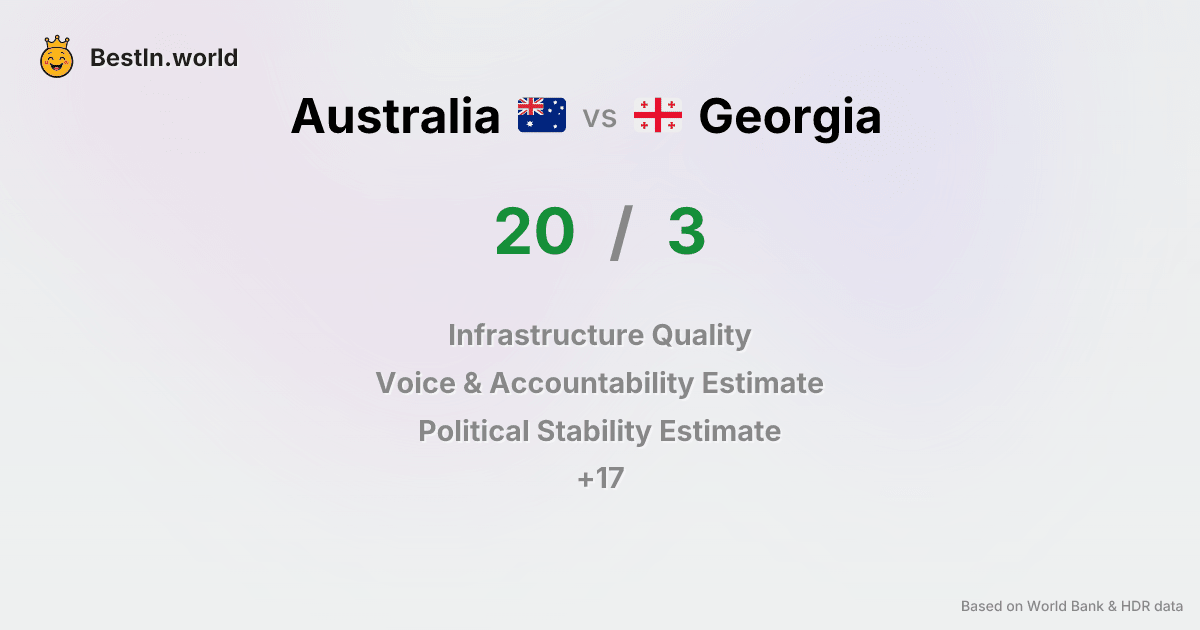 BestIn.world
Australia vs Georgia
20 / 3
Infrastructure Quality
Voice & Accountability Estimate
Political Stability Estimate
+17
Based on World Bank & HDR data